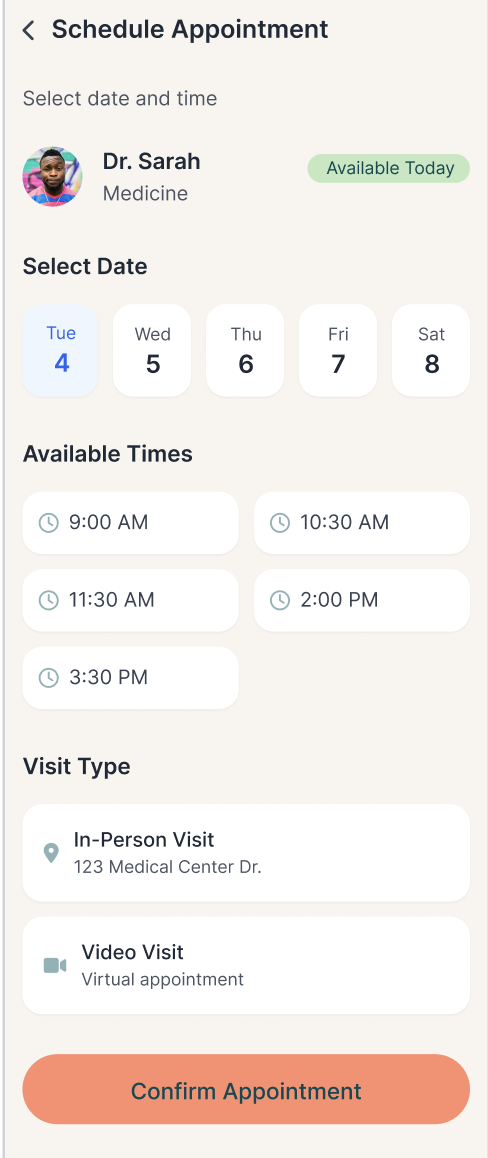 Schedule Appointment
Select date and time
Dr. Sarah
Available Today
Medicine
Select Date
Tue Wed Thu Fri Sat
4 5 6 7 8
Available Times
9:00 AM 10:30 AM
11:30 AM 2:00 PM
3:30 PM
Visit Type
In-Person Visit
123 Medical Center Dr.
Video Visit
Virtual appointment
Confirm Appointment